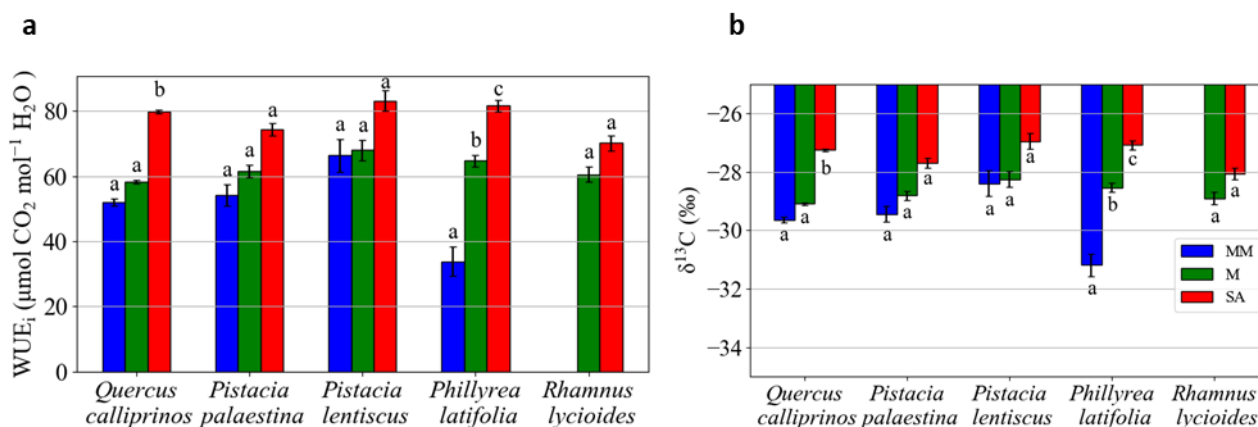 a
WUEi (μmol CO2 mol−1 H2O)
80
60
40
20
0
a a b
a a a
a a a
a b c
a a
Quercus calliprinos
Pistacia palaestina
Pistacia lentiscus
Phillyrea latifolia
Rhamnus lycioides
b
δ13C (‰)
−26
−28
−30
−32
−34
a a b
a a a
a a a
a b c
a a
MM
M
SA
Quercus calliprinos
Pistacia palaestina
Pistacia lentiscus
Phillyrea latifolia
Rhamnus lycioides